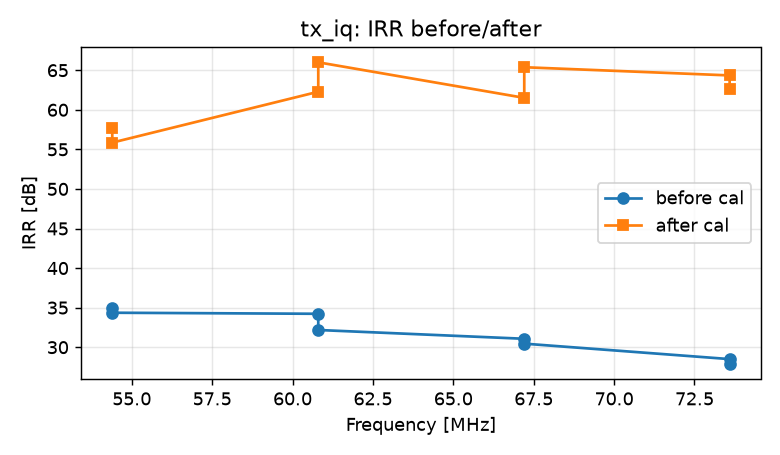 tx_iq: IRR before/after
IRR [dB]
65
60
55
50
45
40
35
30
before cal
after cal
55.0 57.5 60.0 62.5 65.0 67.5 70.0 72.5
Frequency [MHz]